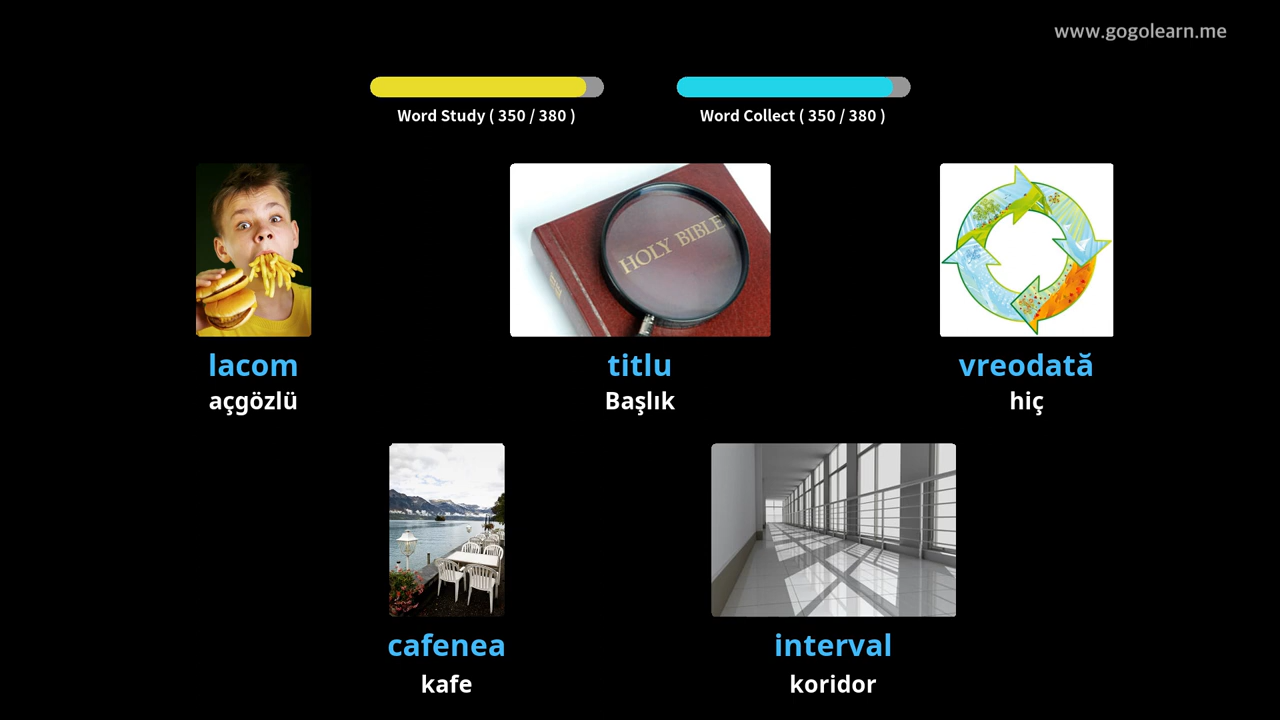 www.gogolearn.me
Word Study ( 350 / 380 )
Word Collect ( 350 / 380 )
HOLY BIBLE
lacom
açgözlü
titlu
Başlık
vreodată
hiç
cafenea
kafe
interval
koridor